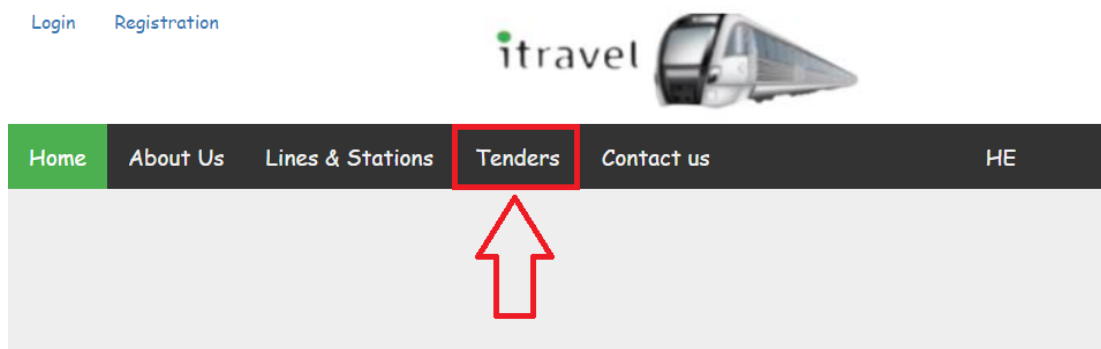 Login Registration
itravel
Home About Us Lines & Stations Tenders Contact us HE